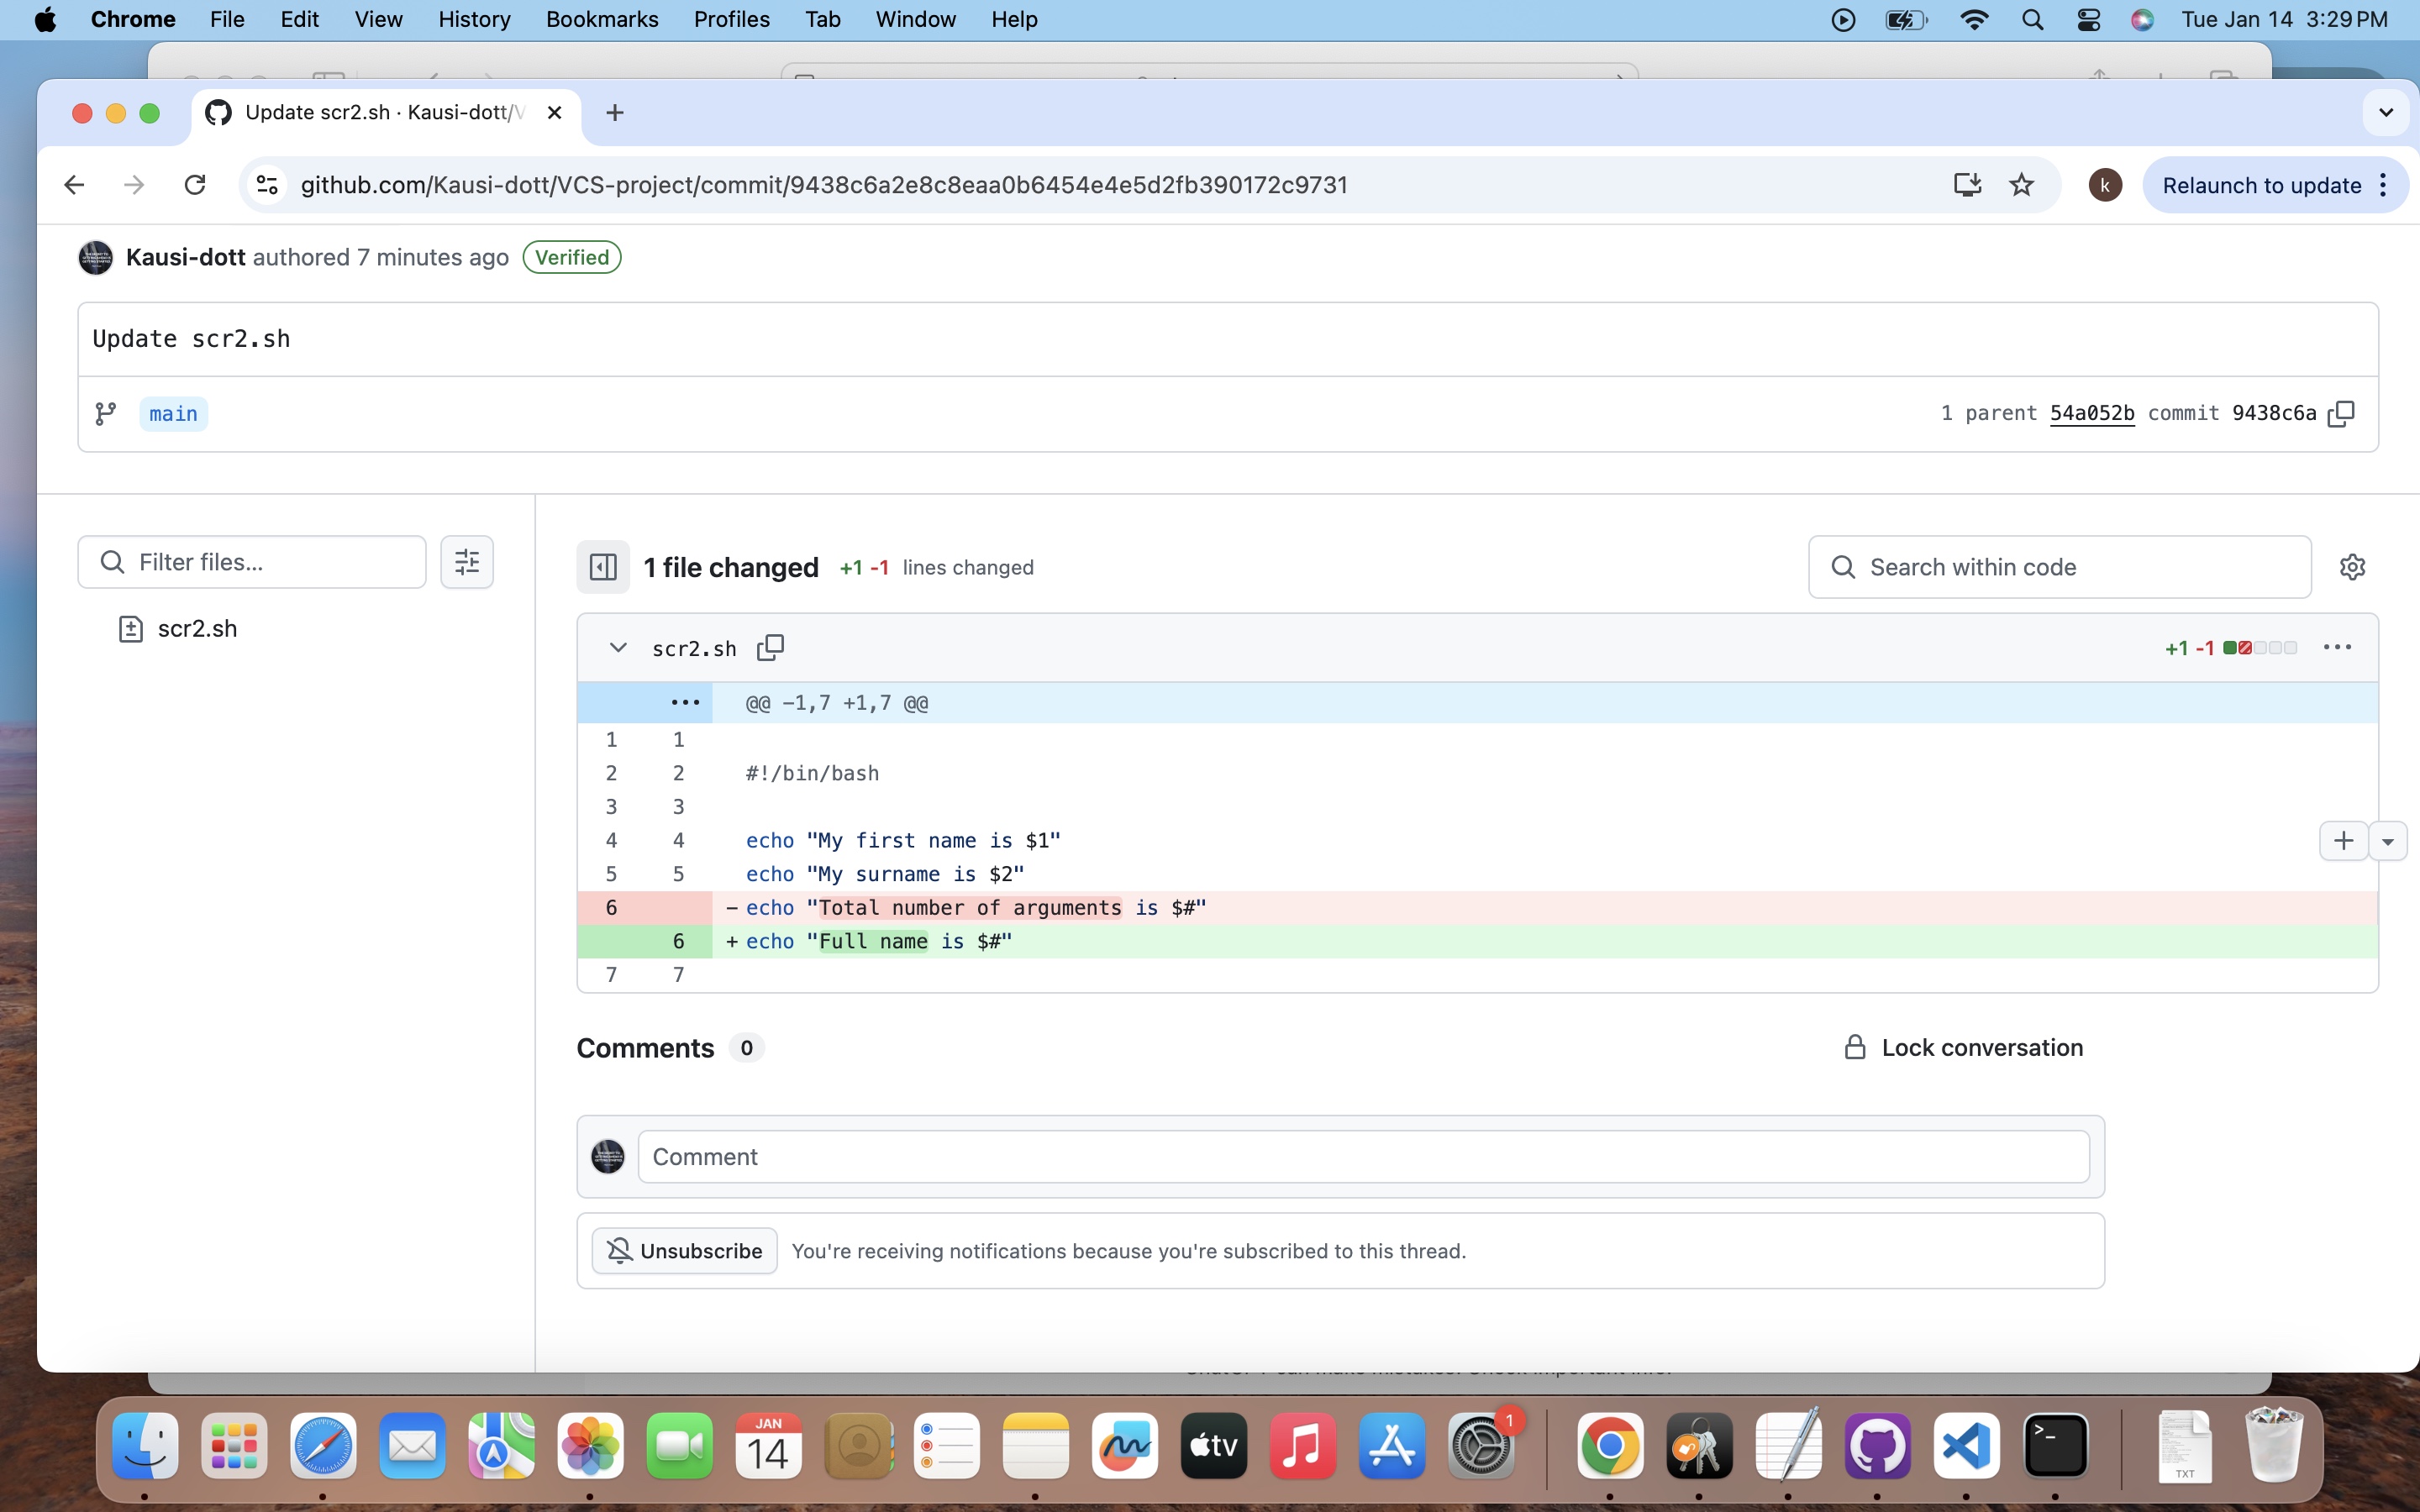 Chrome File Edit View History Bookmarks Profiles Tab Window Help Tue Jan 14 3:29 PM
Update scr2.sh · Kausi-dott/V
github.com/Kausi-dott/VCS-project/commit/9438c6a2e8c8eaa0b6454e4e5d2fb390172c9731 k Relaunch to update
Kausi-dott authored 7 minutes ago Verified
Update scr2.sh
main 1 parent 54a052b commit 9438c6a
Filter files...
scr2.sh
1 file changed +1 -1 lines changed Search within code
scr2.sh +1 -1
@@ -1,7 +1,7 @@
1 1
2 2 #!/bin/bash
3 3
4 4 echo "My first name is $1"
5 5 echo "My surname is $2"
6 - echo "Total number of arguments is $#"
6 + echo "Full name is $#"
7 7
Comments 0 Lock conversation
Comment
Unsubscribe You're receiving notifications because you're subscribed to this thread.
JAN
14
tv
1
>_
TXT